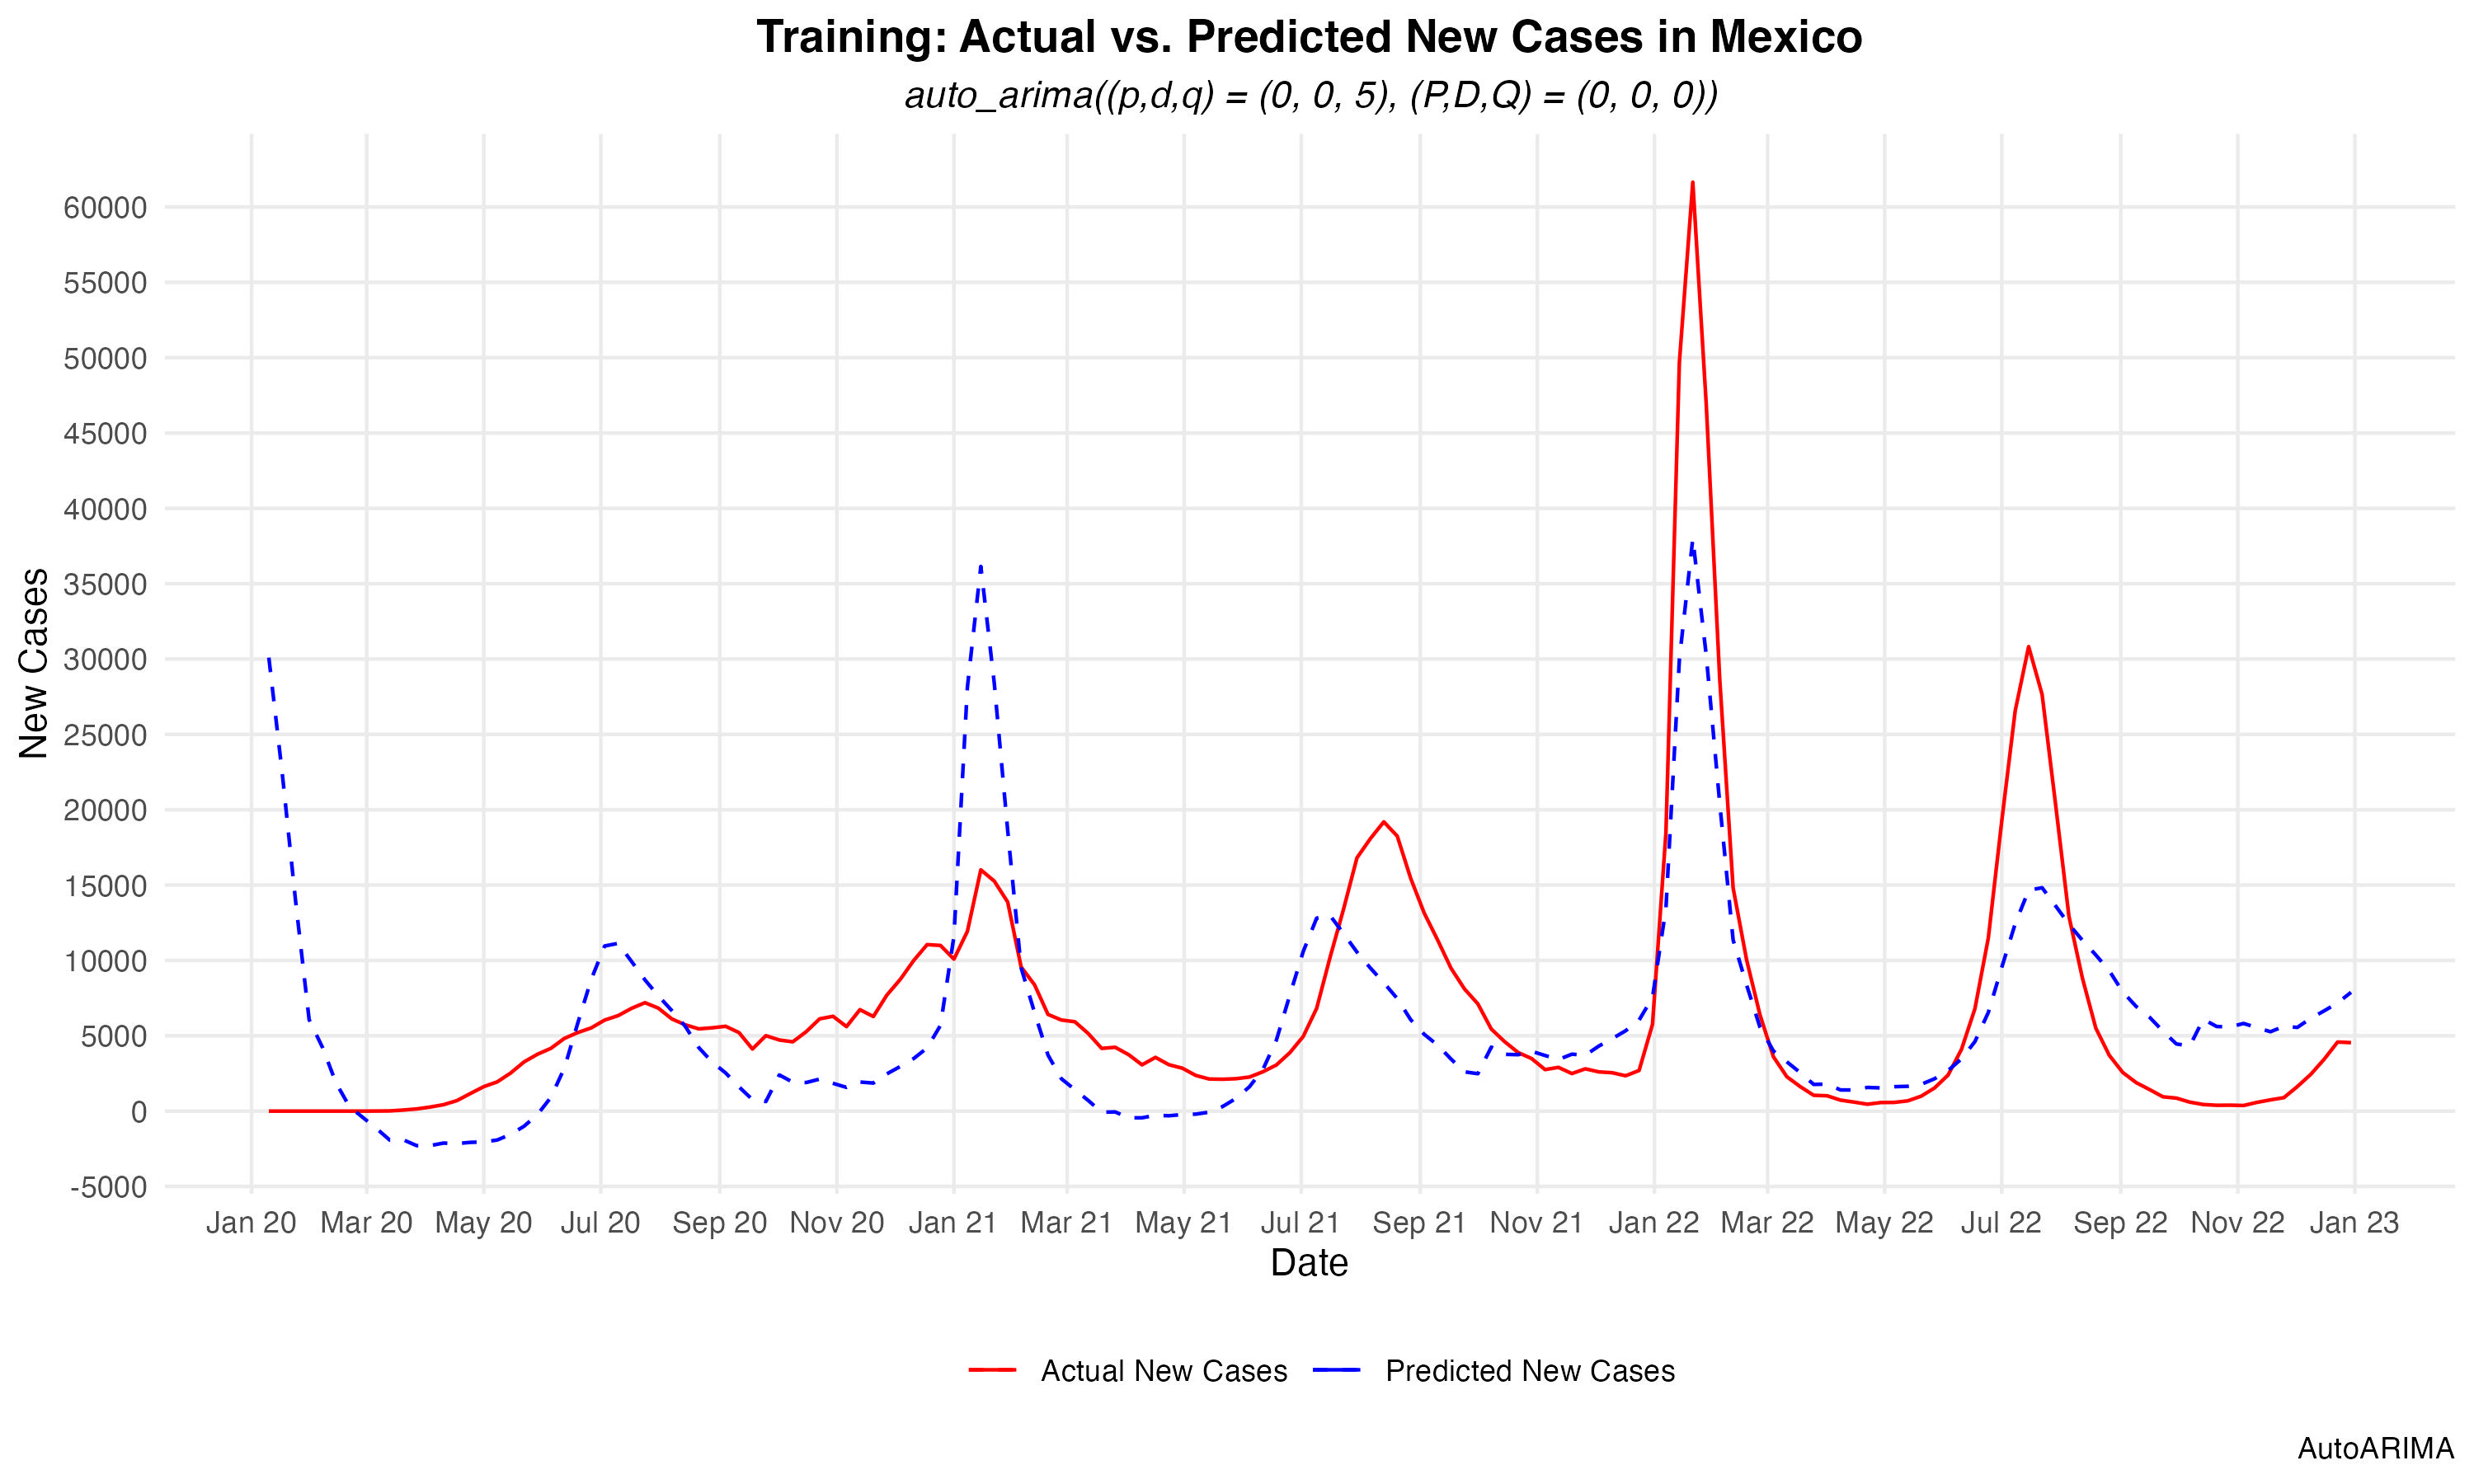 Training: Actual vs. Predicted New Cases in Mexico
auto_arima((p,d,q) = (0, 0, 5), (P,D,Q) = (0, 0, 0))
New Cases
60000
55000
50000
45000
40000
35000
30000
25000
20000
15000
10000
5000
0
-5000
Jan 20 Mar 20 May 20 Jul 20 Sep 20 Nov 20 Jan 21 Mar 21 May 21 Jul 21 Sep 21 Nov 21 Jan 22 Mar 22 May 22 Jul 22 Sep 22 Nov 22 Jan 23
Date
Actual New Cases Predicted New Cases
AutoARIMA